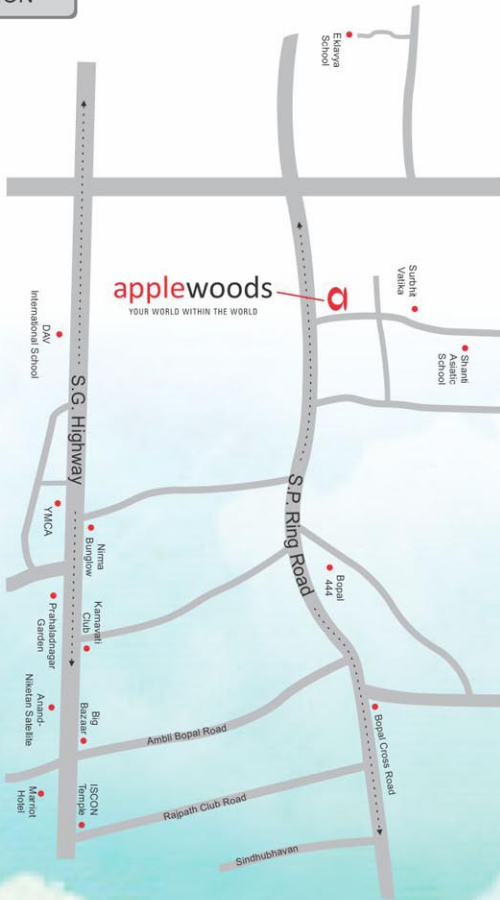 ON
Eklavya
School
applewoods
YOUR WORLD WITHIN THE WORLD
a
Surbhit
Vatika
Shanti
Asiatic
School
DAV
International School
S.G. Highway
S.P. Ring Road
YMCA
Nirma
Bunglow
Bopal
444
Karnavati
Club
Prahaladnagar
Garden
Anand-
Niketan Satellite
Big
Bazaar
Bopal Cross Road
Ambli Bopal Road
Marriot
Hotel
ISCON
Temple
Rajpath Club Road
Sindhubhavan